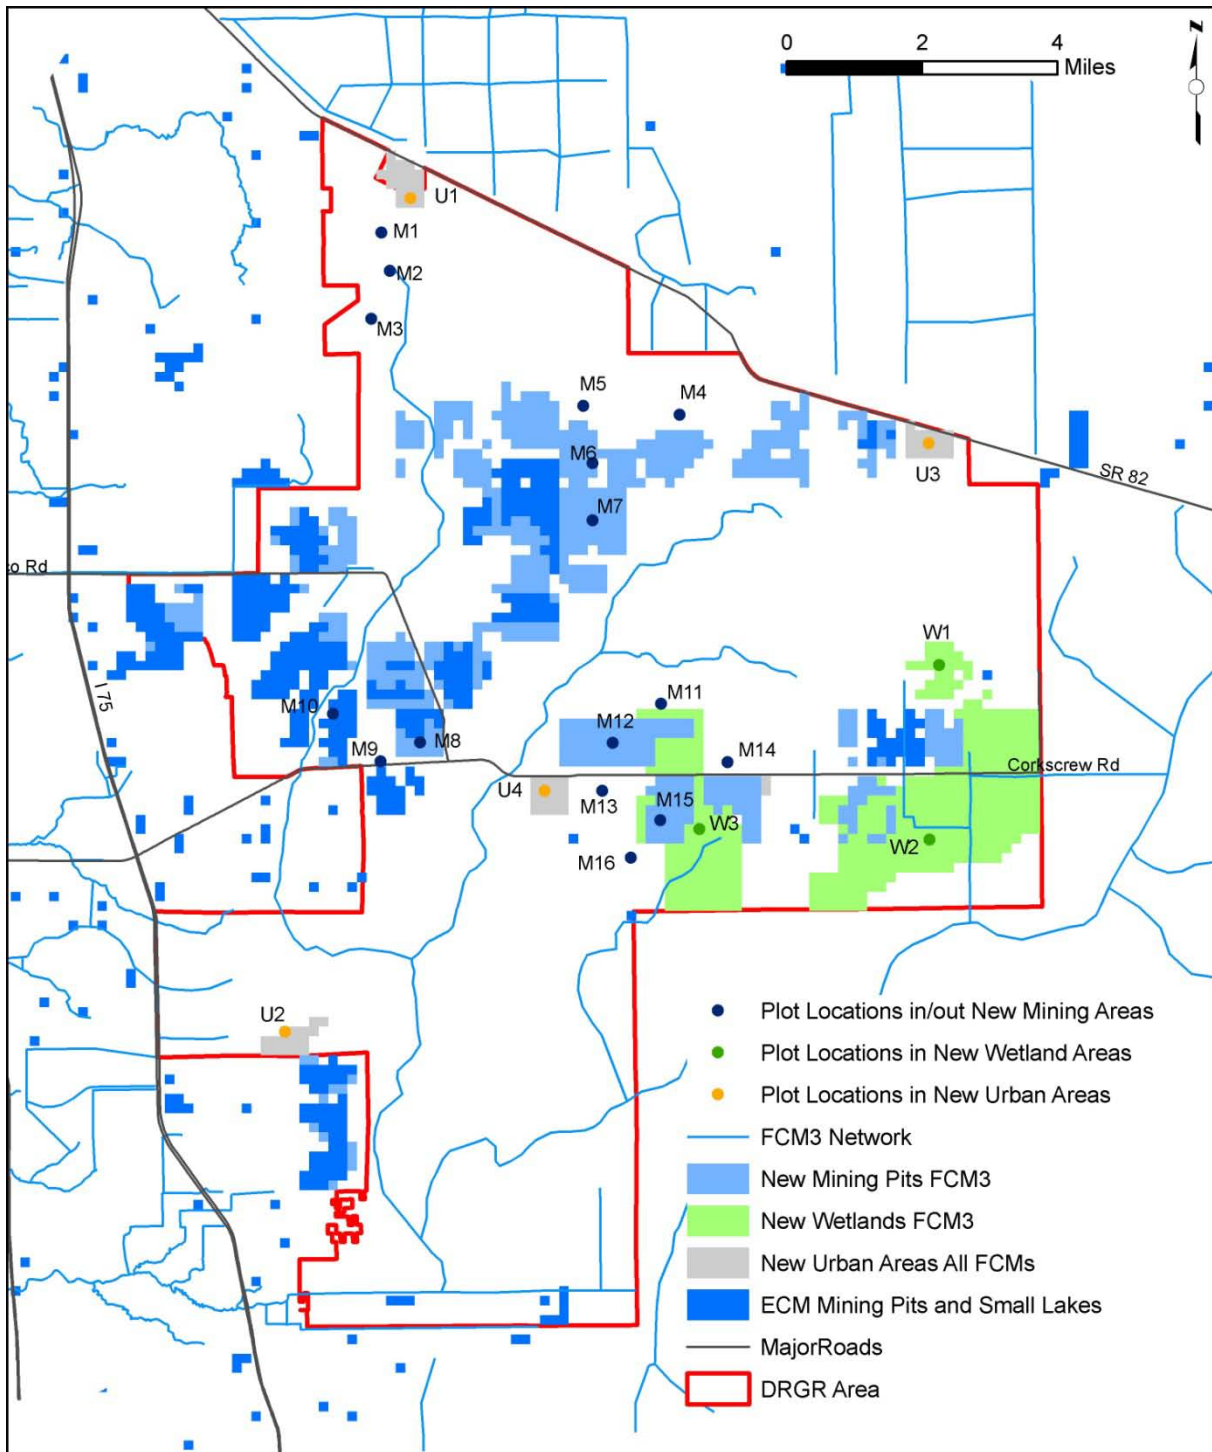 0 2 4
Miles
z
U1
M1
M2
M3
M5
M4
M6
U3
SR 82
M7
co Rd
W1
I 75
M10
M11
M12
M9
M8
M14
Corkscrew Rd
U4
M13
M15
W3
W2
M16
U2
Plot Locations in/out New Mining Areas
Plot Locations in New Wetland Areas
Plot Locations in New Urban Areas
FCM3 Network
New Mining Pits FCM3
New Wetlands FCM3
New Urban Areas All FCMs
ECM Mining Pits and Small Lakes
MajorRoads
DRGR Area